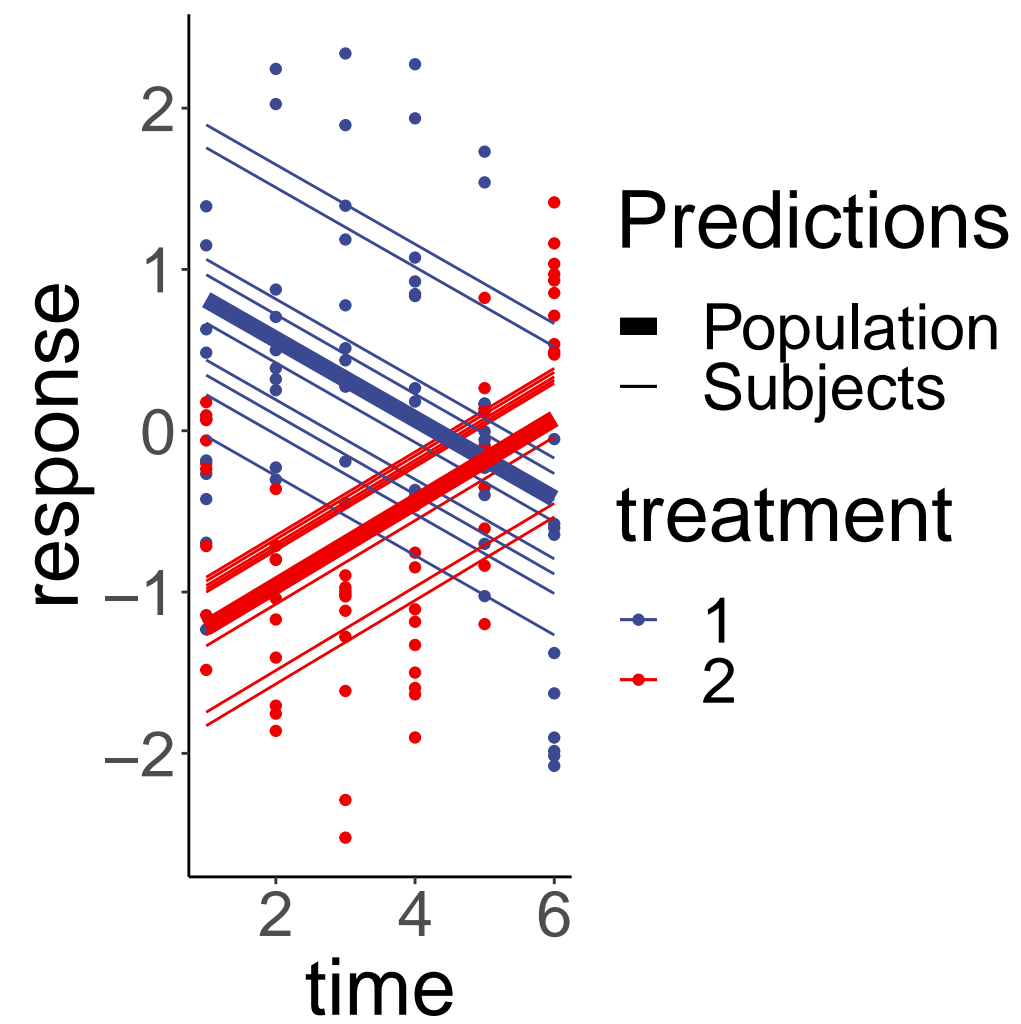 2
1
0
−1
−2
response
2 4 6
time
Predictions
Population
Subjects
treatment
1
2